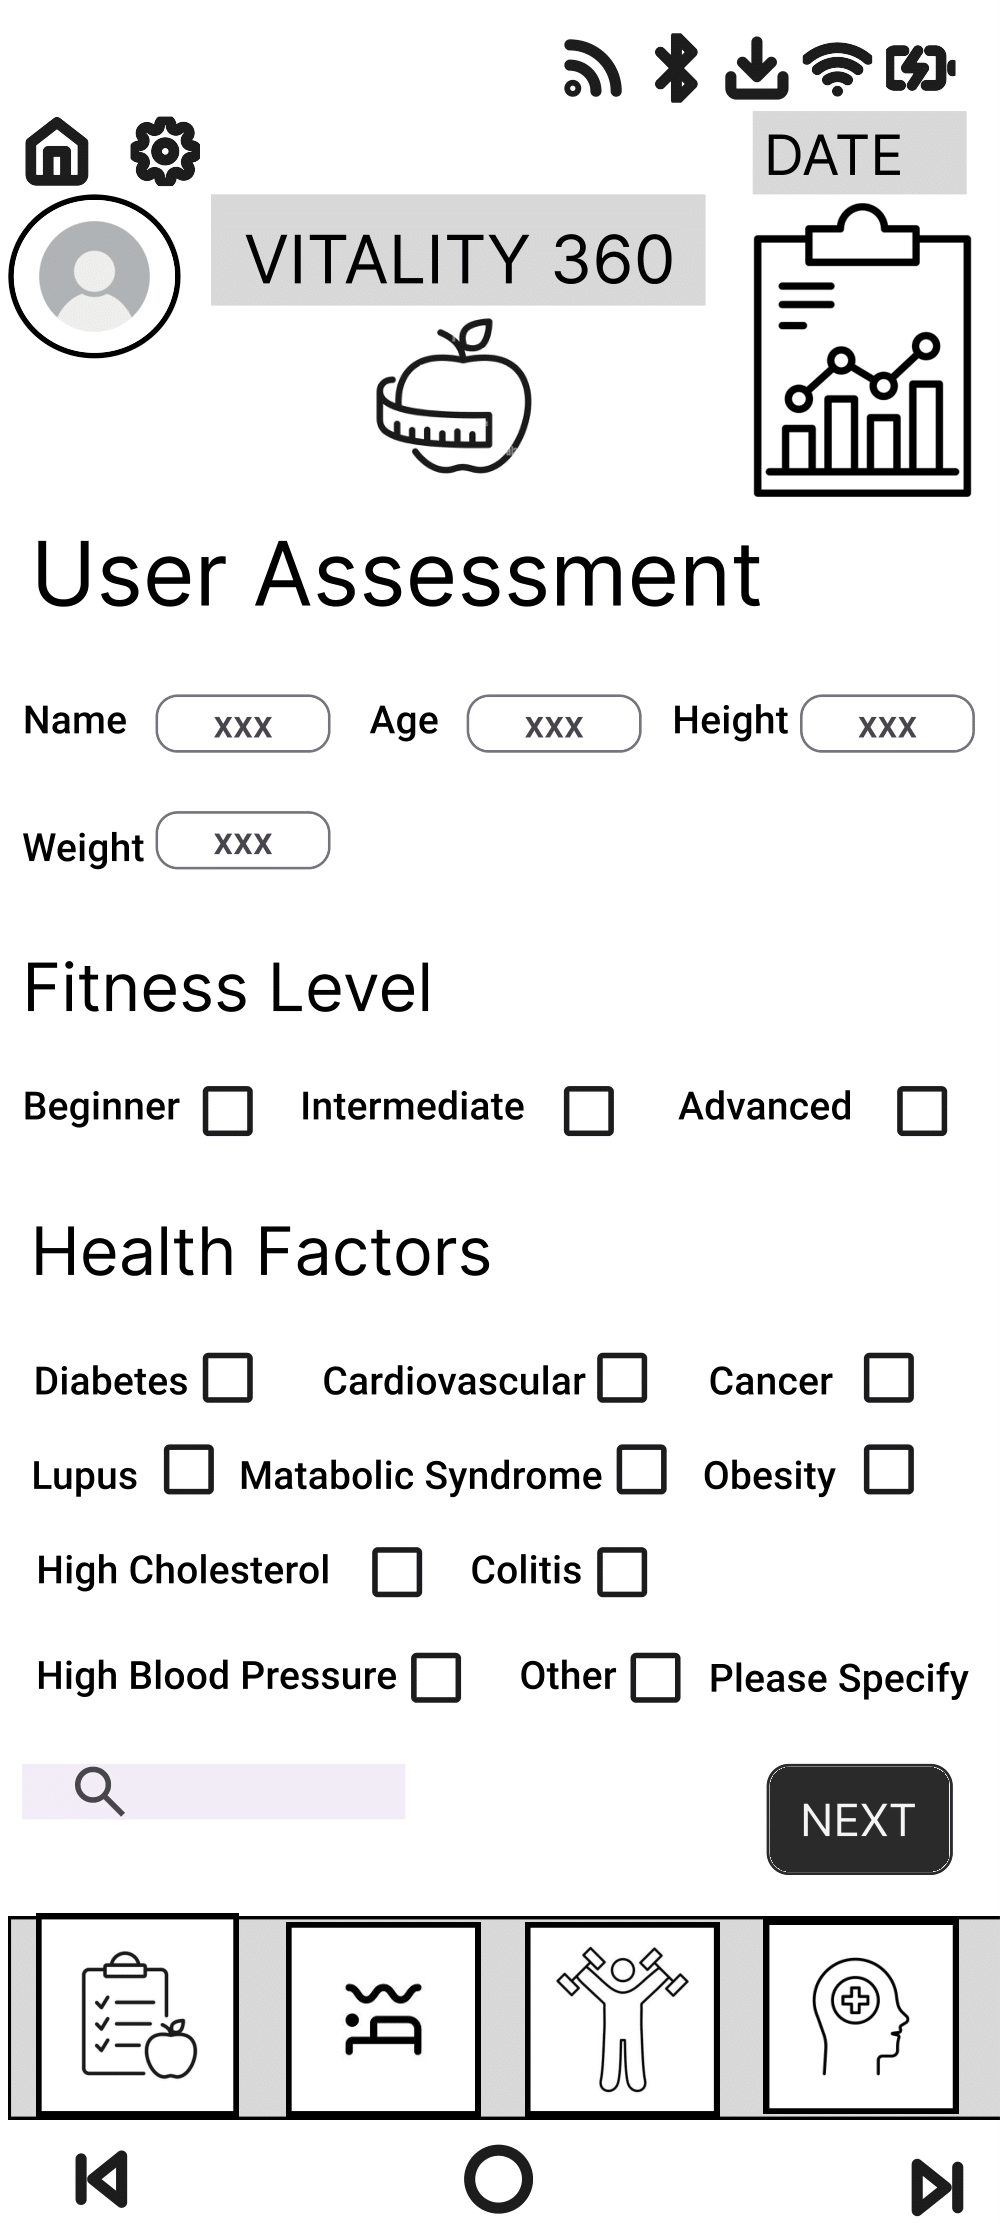 DATE
VITALITY 360
User Assessment
Name xxx Age xxx Height xxx
Weight xxx
Fitness Level
Beginner Intermediate Advanced
Health Factors
Diabetes Cardiovascular Cancer
Lupus Matabolic Syndrome Obesity
High Cholesterol Colitis
High Blood Pressure Other Please Specify
NEXT